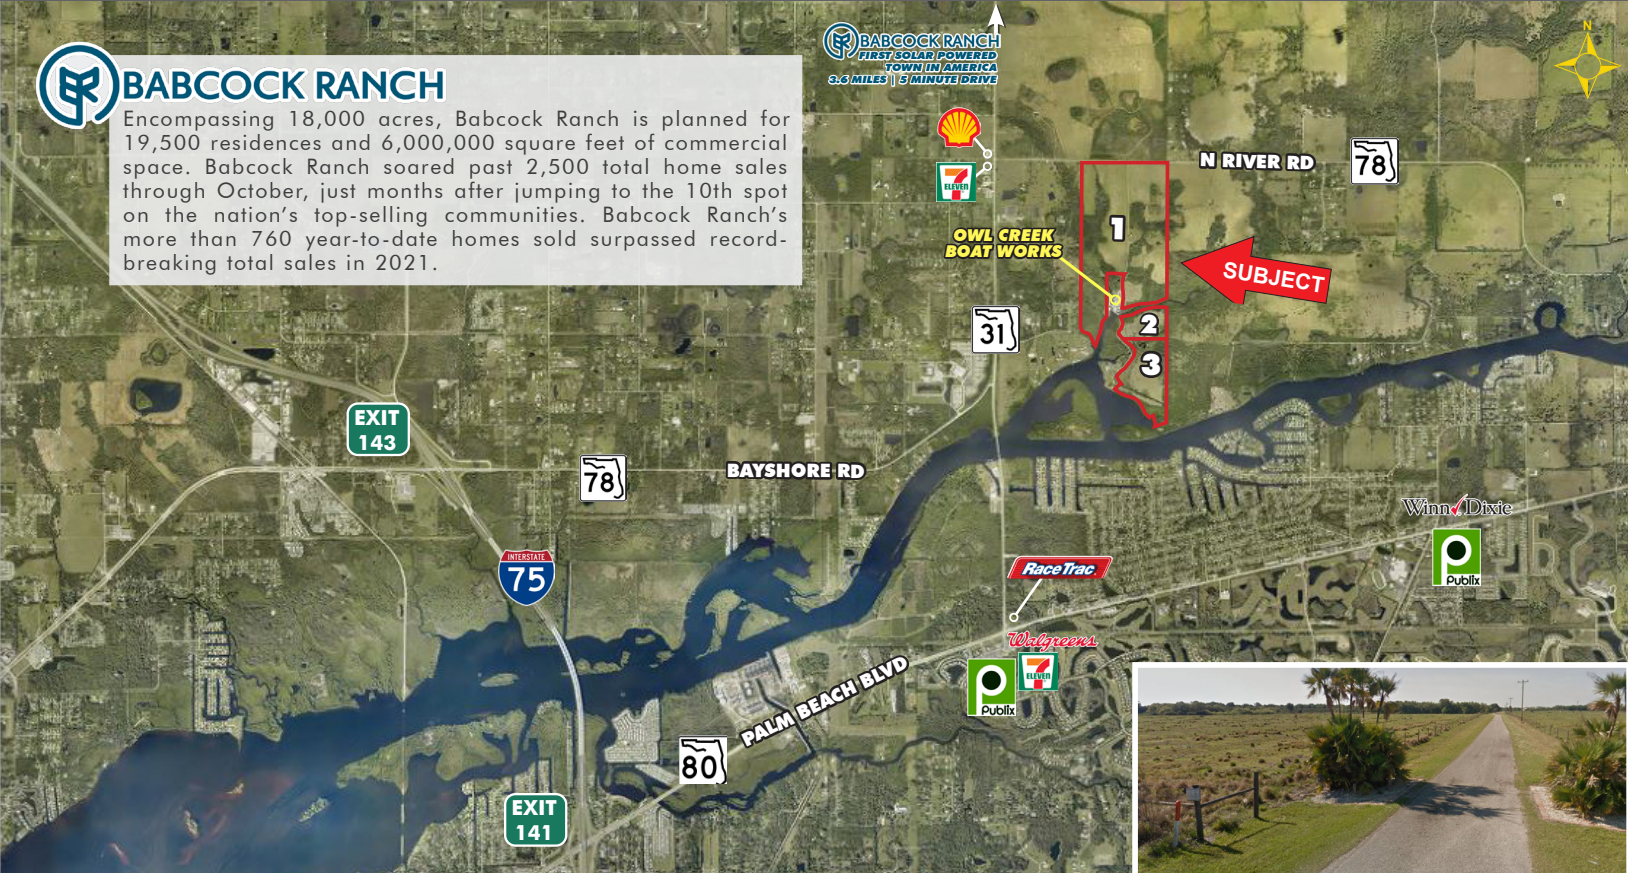 BABCOCK RANCH
Encompassing 18,000 acres, Babcock Ranch is planned for
19,500 residences and 6,000,000 square feet of commercial
space. Babcock Ranch soared past 2,500 total home sales
through October, just months after jumping to the 10th spot
on the nation's top-selling communities. Babcock Ranch's
more than 760 year-to-date homes sold surpassed record-
breaking total sales in 2021.
BABCOCK RANCH
FIRST SOLAR POWERED
TOWN IN AMERICA
3.6 MILES | 5 MINUTE DRIVE
N
N RIVER RD
78
7
ELEVEN
1
OWL CREEK
BOAT WORKS
SUBJECT
31
2
3
EXIT
143
78
BAYSHORE RD
Winn Dixie
Publix
INTERSTATE
75
RaceTrac
Walgreens
7
ELEVEN
Publix
PALM BEACH BLVD
80
EXIT
141